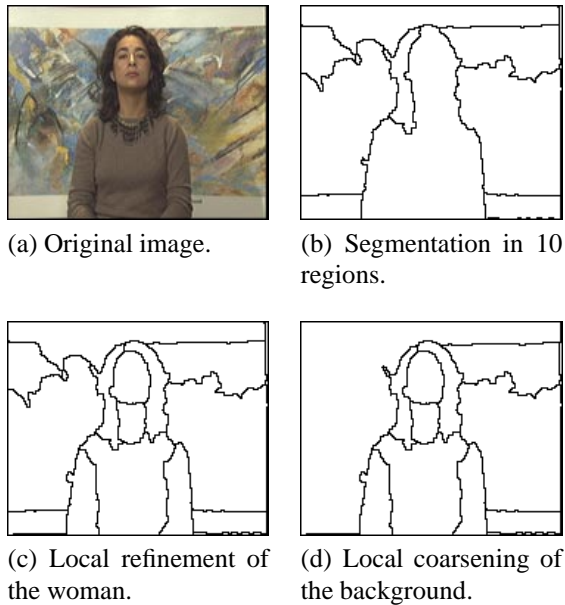 (a) Original image.
(b) Segmentation in 10
regions.
(c) Local refinement of
the woman.
(d) Local coarsening of
the background.